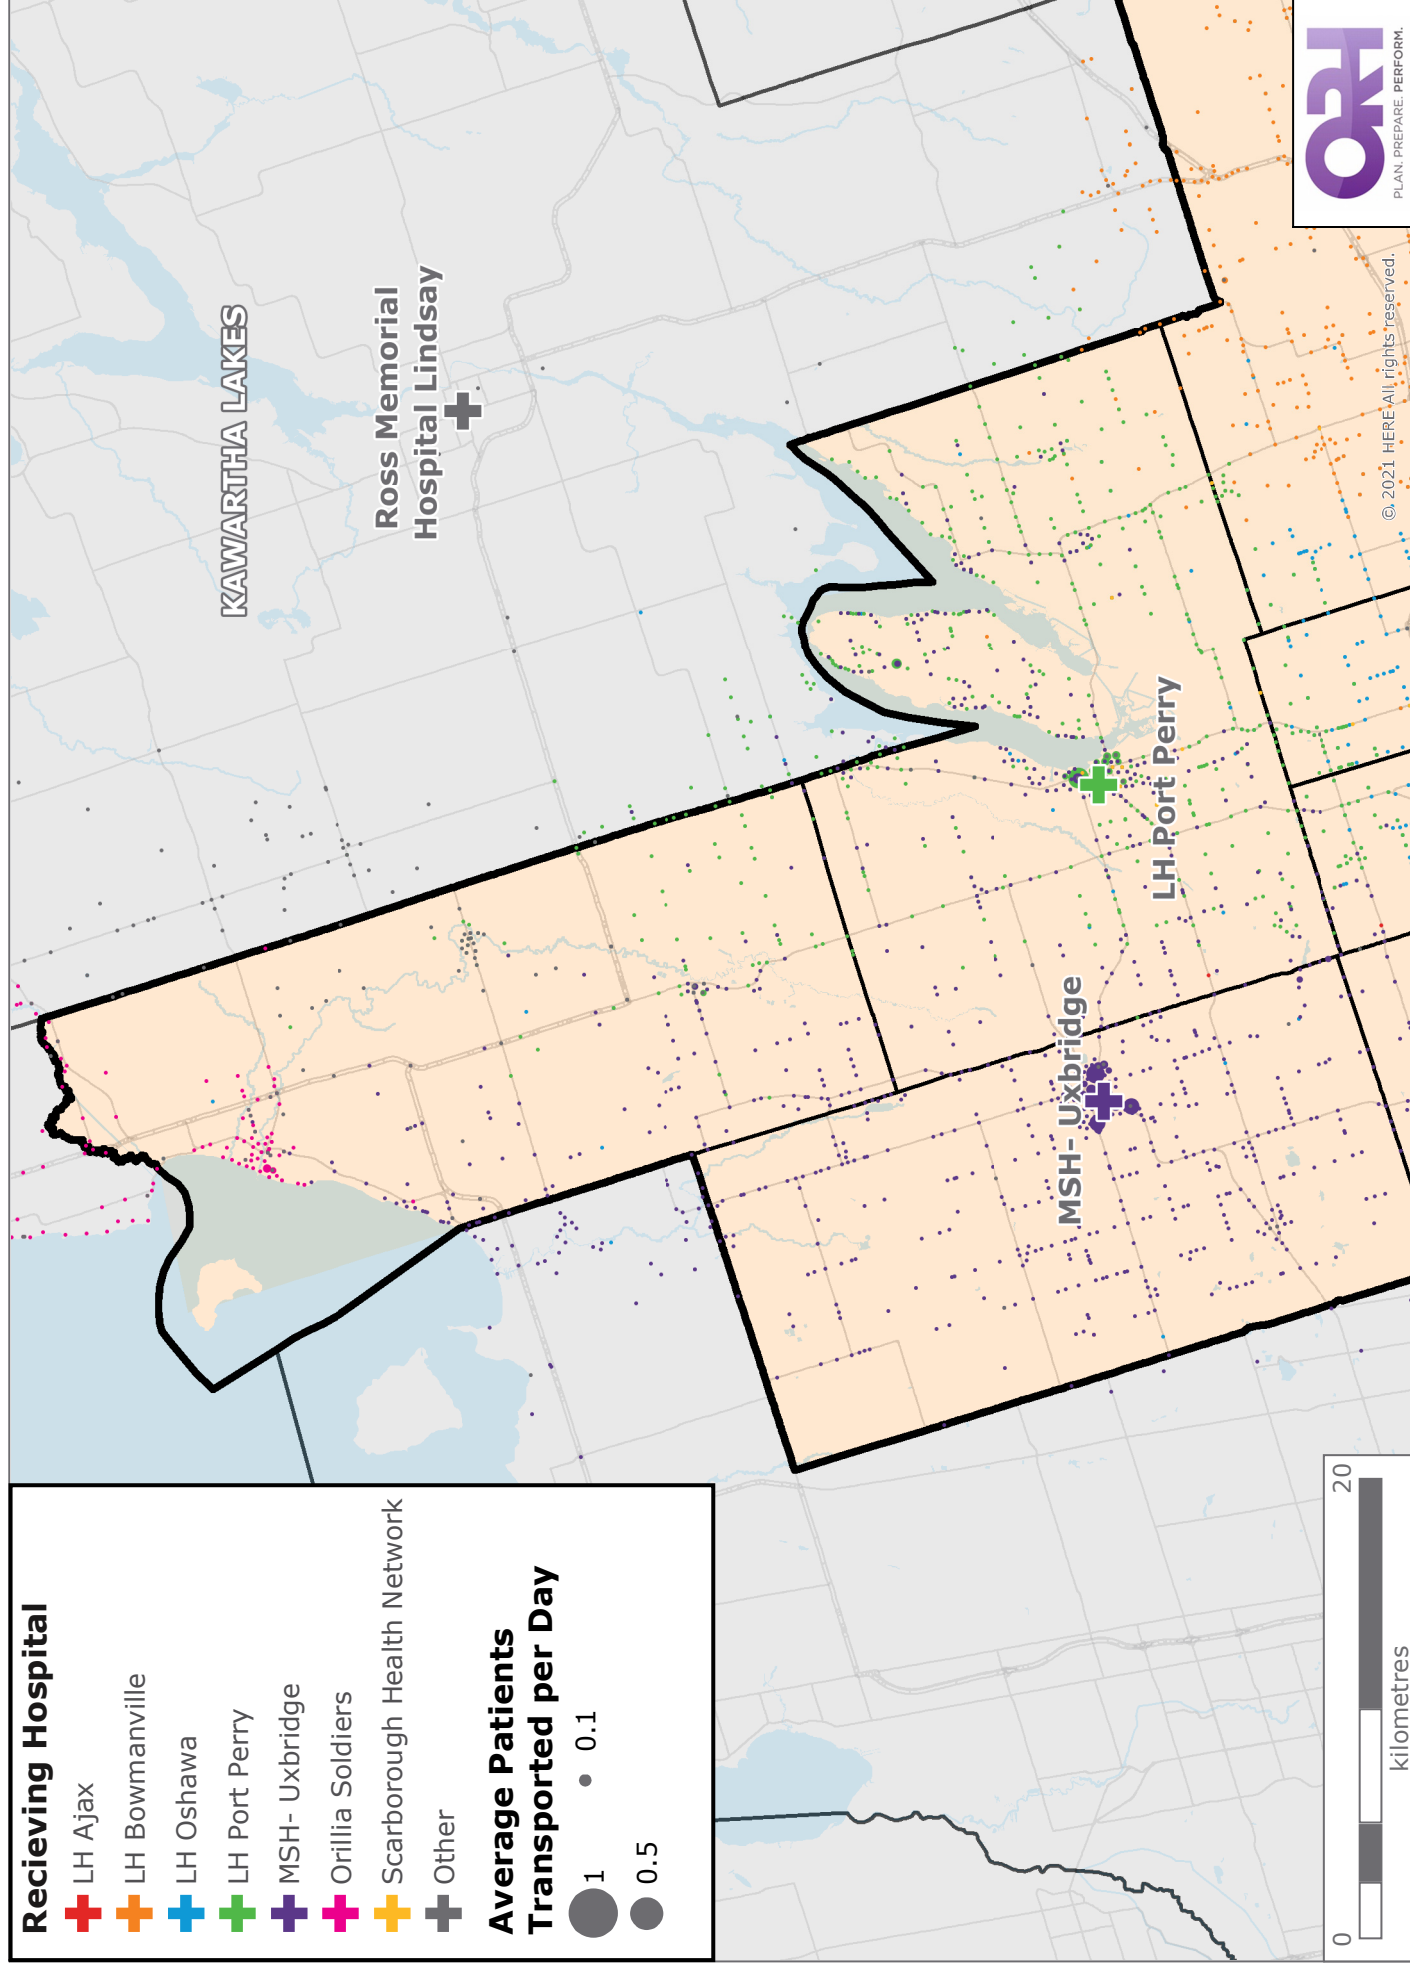 Recieving Hospital
LH Ajax
LH Bowmanville
LH Oshawa
LH Port Perry
MSH- Uxbridge
Orillia Soldiers
Scarborough Health Network
Other
Average Patients
Transported per Day
1
0.1
0.5
KAWARTHA LAKES
Ross Memorial
Hospital Lindsay
MSH- Uxbridge
LH Port Perry
0
20
kilometres
© 2021 HERE All rights reserved.
ORH
PLAN. PREPARE. PERFORM.